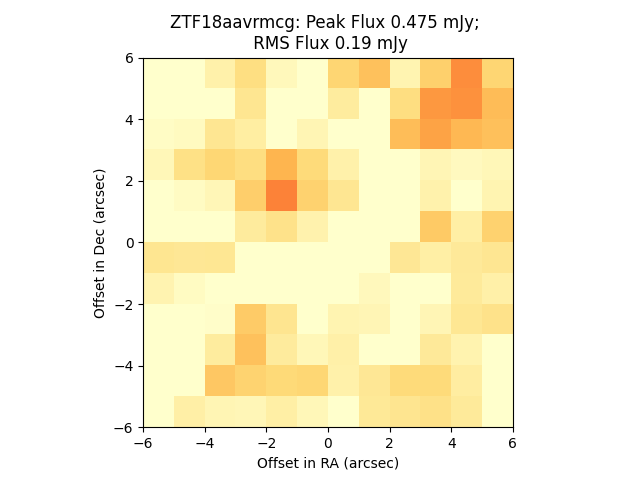 ZTF18aavrmcg: Peak Flux 0.475 mJy;
RMS Flux 0.19 mJy
6
4
2
0
−2
−4
−6
Offset in Dec (arcsec)
−6 −4 −2 0 2 4 6
Offset in RA (arcsec)